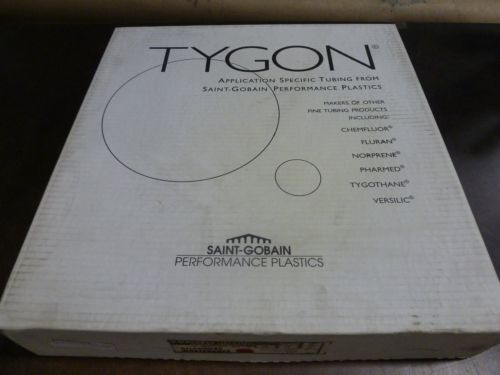 TYGON®
APPLICATION SPECIFIC TUBING FROM
SAINT-GOBAIN PERFORMANCE PLASTICS
MAKERS OF OTHER
FINE TUBING PRODUCTS
INCLUDING:
CHEMFLUOR®
FLURAN®
NORPRENE®
PHARMED®
TYGOTHANE®
VERSILIC®
SAINT-GOBAIN
PERFORMANCE PLASTICS